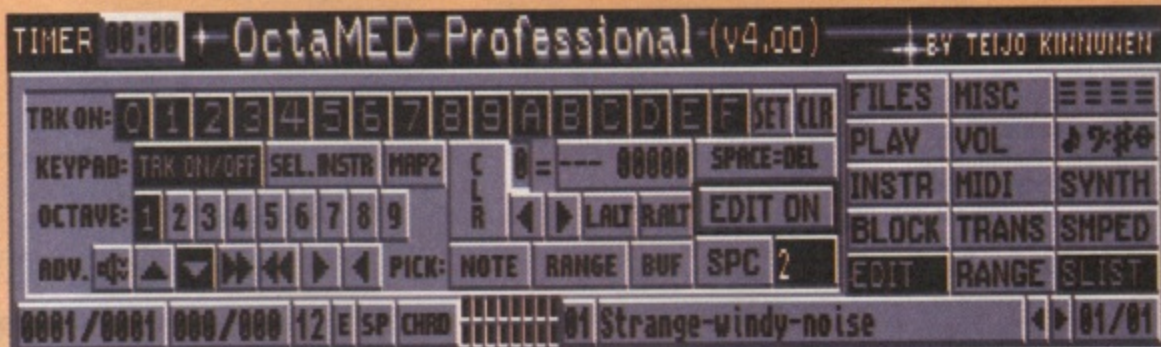 TIMER 00:00 OctaMED Professional (v4.00) BY TEIJO KINNUNEN
TRK ON: 0 1 2 3 4 5 6 7 8 9 A B C D E F SET CLR
KEYPAD: TRK ON/OFF SEL.INSTR MAP2 CLR 0 = --- 00000 SPACE=DEL
OCTAVE: 1 2 3 4 5 6 7 8 9 LALT RALT EDIT ON
ADV. PICK: NOTE RANGE BUF SPC 2
FILES MISC
PLAY VOL
INSTR MIDI SYNTH
BLOCK TRANS SMPED
EDIT RANGE SLIST
0001/0001 000/000 12 E SP CHRD 01 Strange-windy-noise 01/01